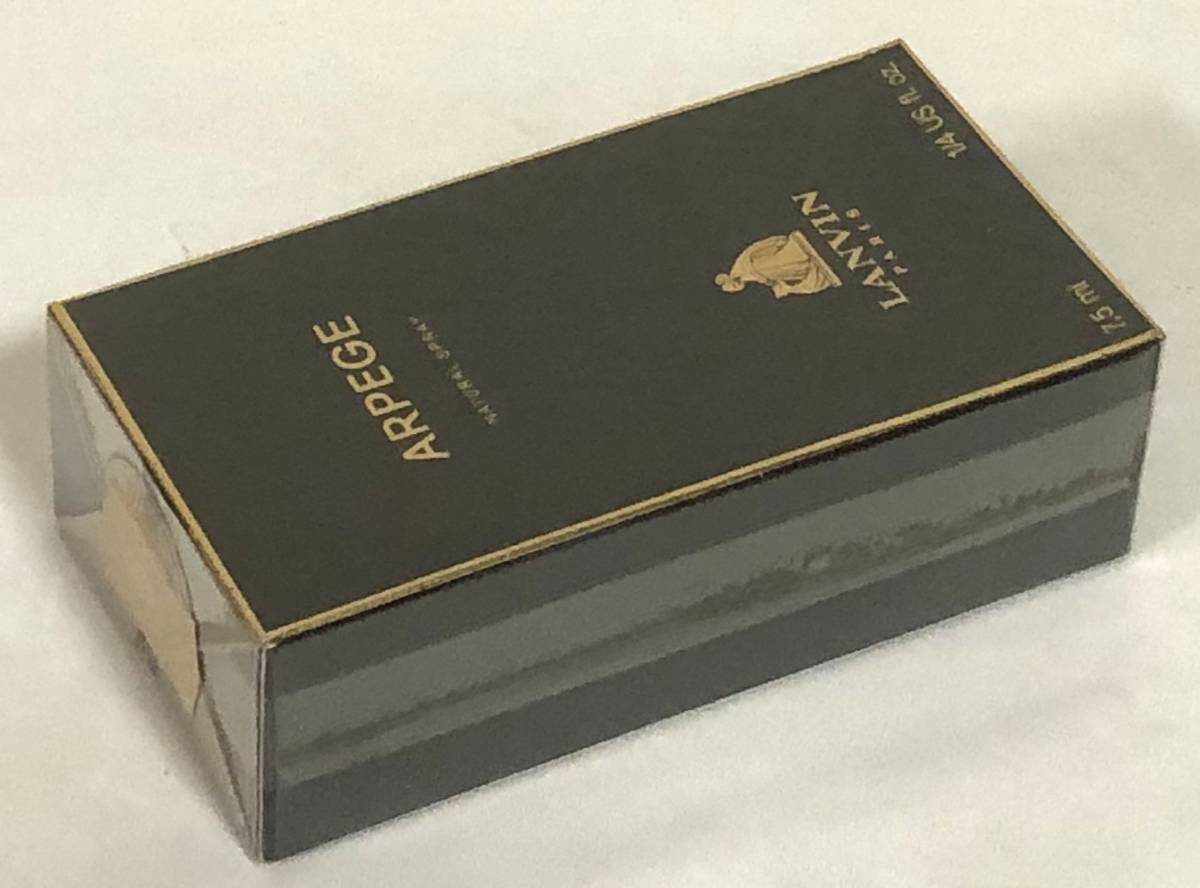 ARPEGE
NATURAL SPRAY
LANVIN
PARIS
7,5 ml
1/4 US fl. oz.